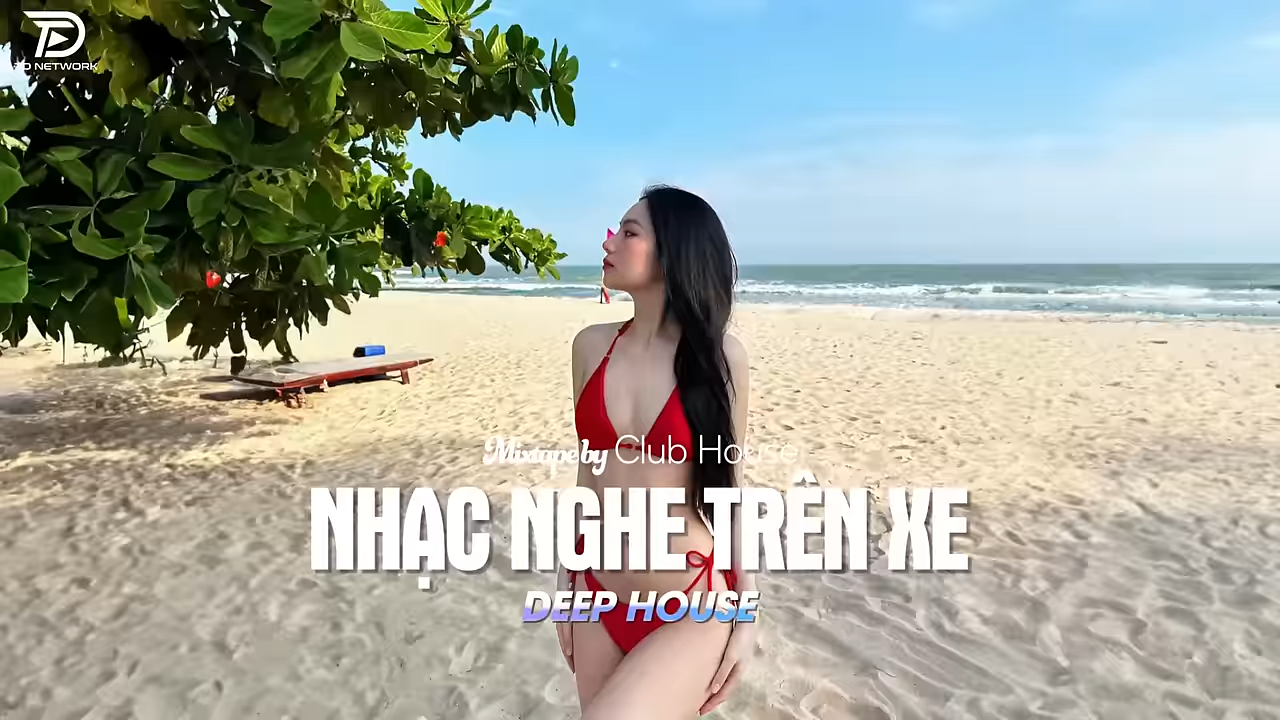 TD NETWORK
Mixtape by Club House
NHẠC NGHE TRÊN XE
DEEP HOUSE